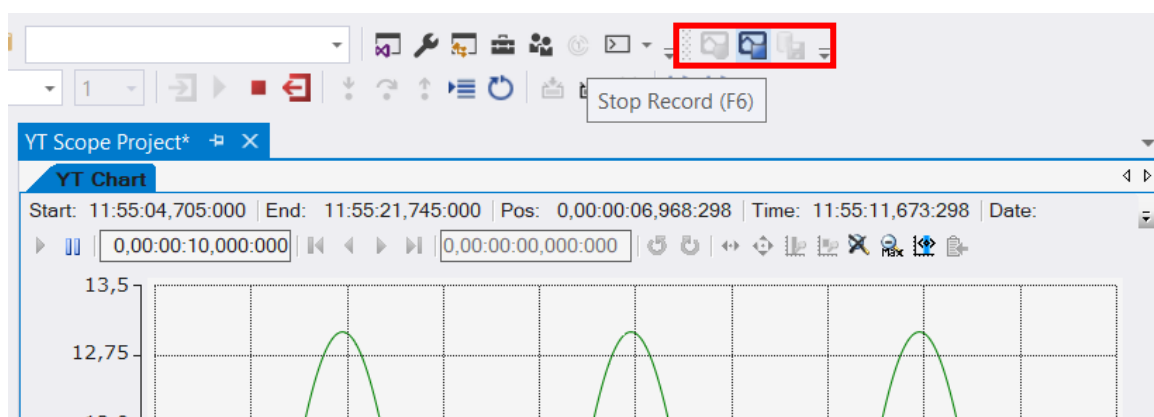 1
Stop Record (F6)
YT Scope Project*
YT Chart
Start: 11:55:04,705:000 End: 11:55:21,745:000 Pos: 0,00:00:06,968:298 Time: 11:55:11,673:298 Date:
0,00:00:10,000:000 0,00:00:00,000:000 Max
13,5
12,75